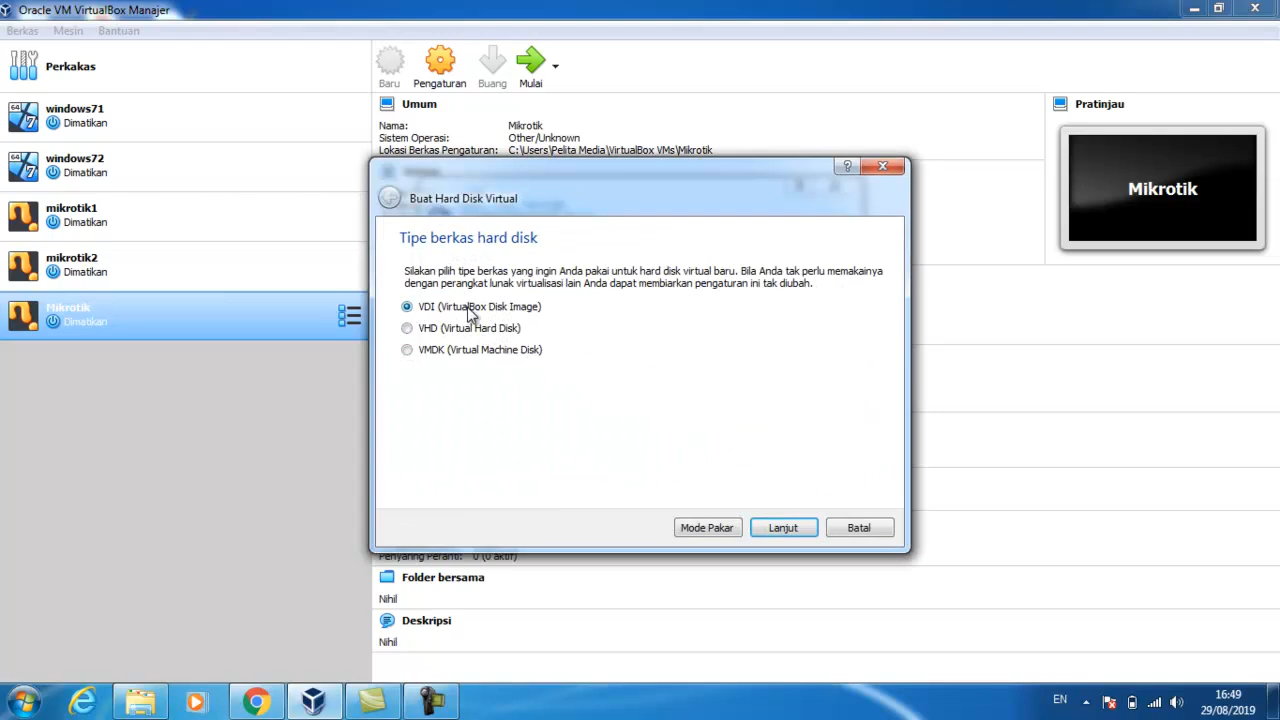 Oracle VM VirtualBox Manajer
Berkas Mesin Bantuan
Perkakas
windows71
Dimatikan
windows72
Dimatikan
mikrotik1
Dimatikan
mikrotik2
Dimatikan
Mikrotik
Dimatikan
Baru Pengaturan Buang Mulai
Umum
Nama: Mikrotik
Sistem Operasi: Other/Unknown
Lokasi Berkas Pengaturan: C:\Users\Pelita Media\VirtualBox VMs\Mikrotik
Pratinjau
Mikrotik
Buat Hard Disk Virtual
Tipe berkas hard disk
Silakan pilih tipe berkas yang ingin Anda pakai untuk hard disk virtual baru. Bila Anda tak perlu memakainya
dengan perangkat lunak virtualisasi lain Anda dapat membiarkan pengaturan ini tak diubah.
VDI (VirtualBox Disk Image)
VHD (Virtual Hard Disk)
VMDK (Virtual Machine Disk)
Mode Pakar Lanjut Batal
Penyaring Peranti: 0 (0 aktif)
Folder bersama
Nihil
Deskripsi
Nihil
EN
16:49
29/08/2019